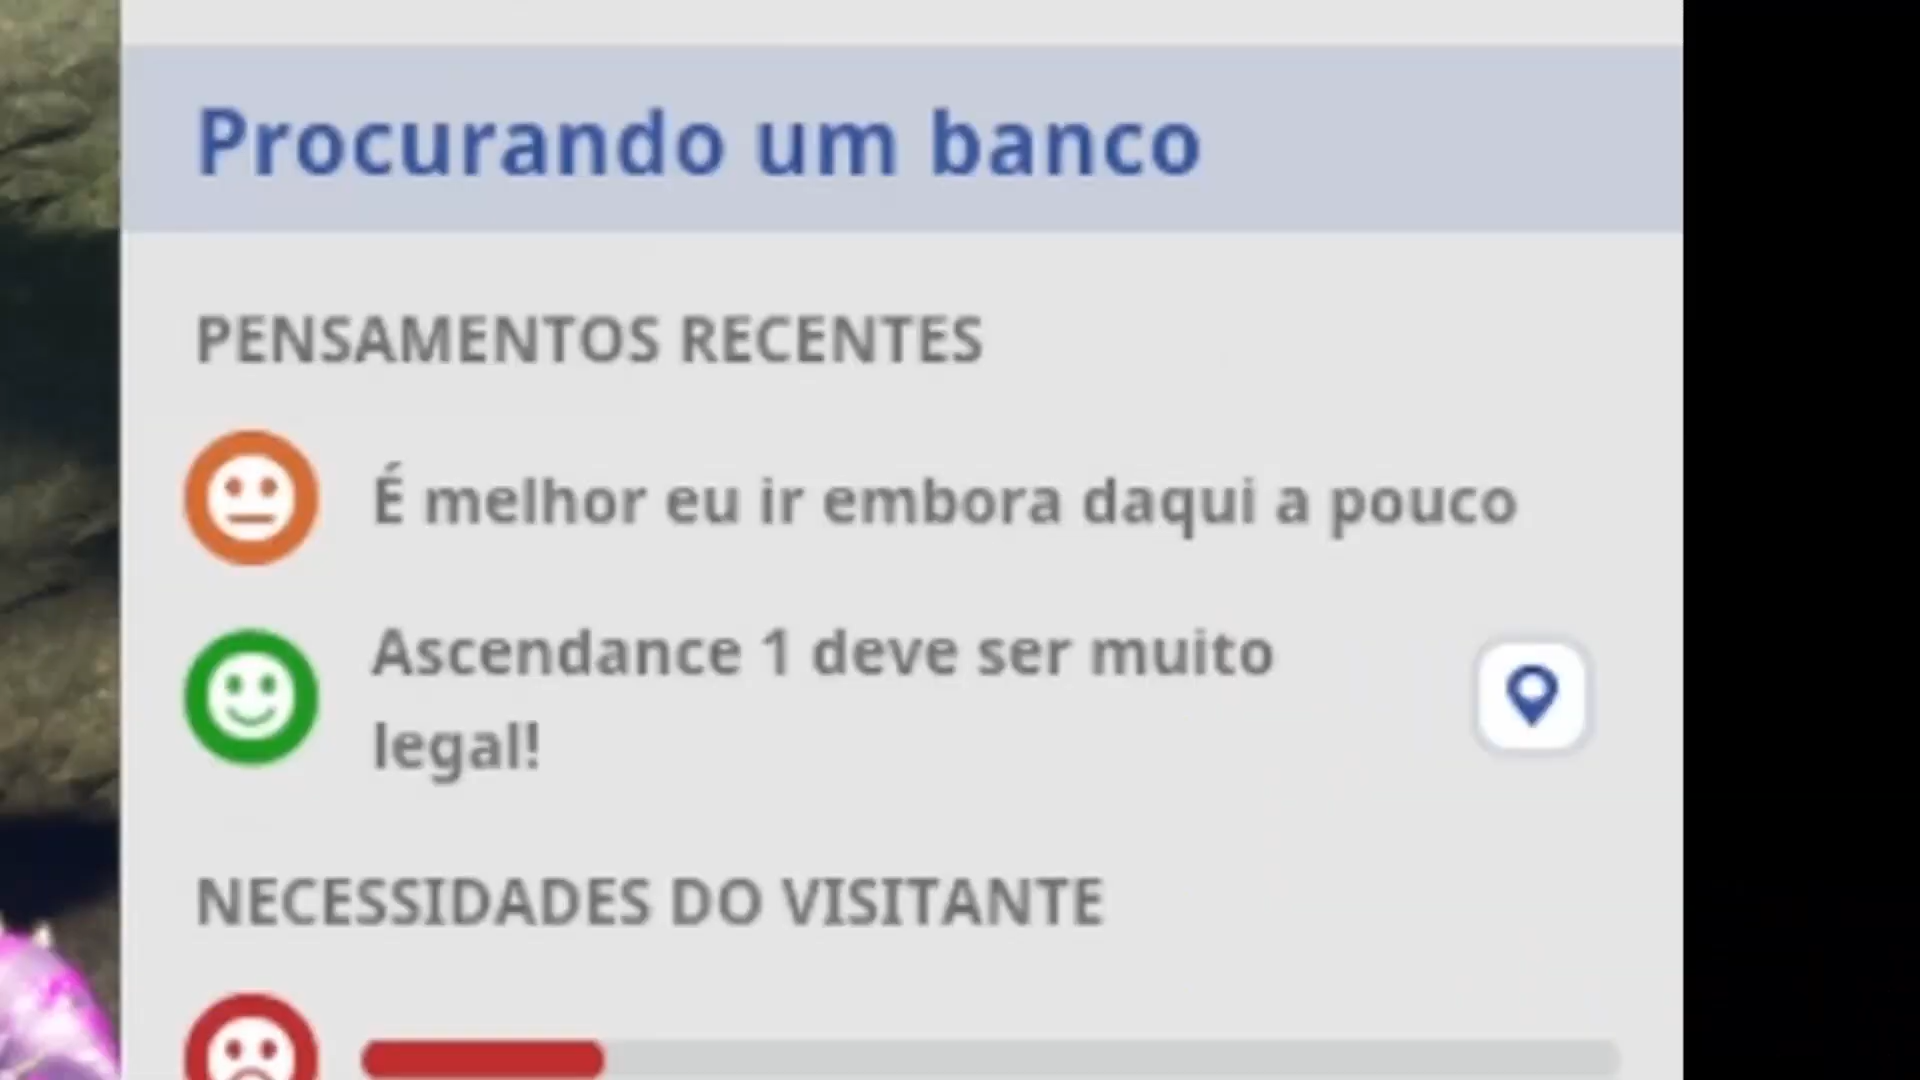 Procurando um banco
PENSAMENTOS RECENTES
É melhor eu ir embora daqui a pouco
Ascendance 1 deve ser muito
legal!
NECESSIDADES DO VISITANTE